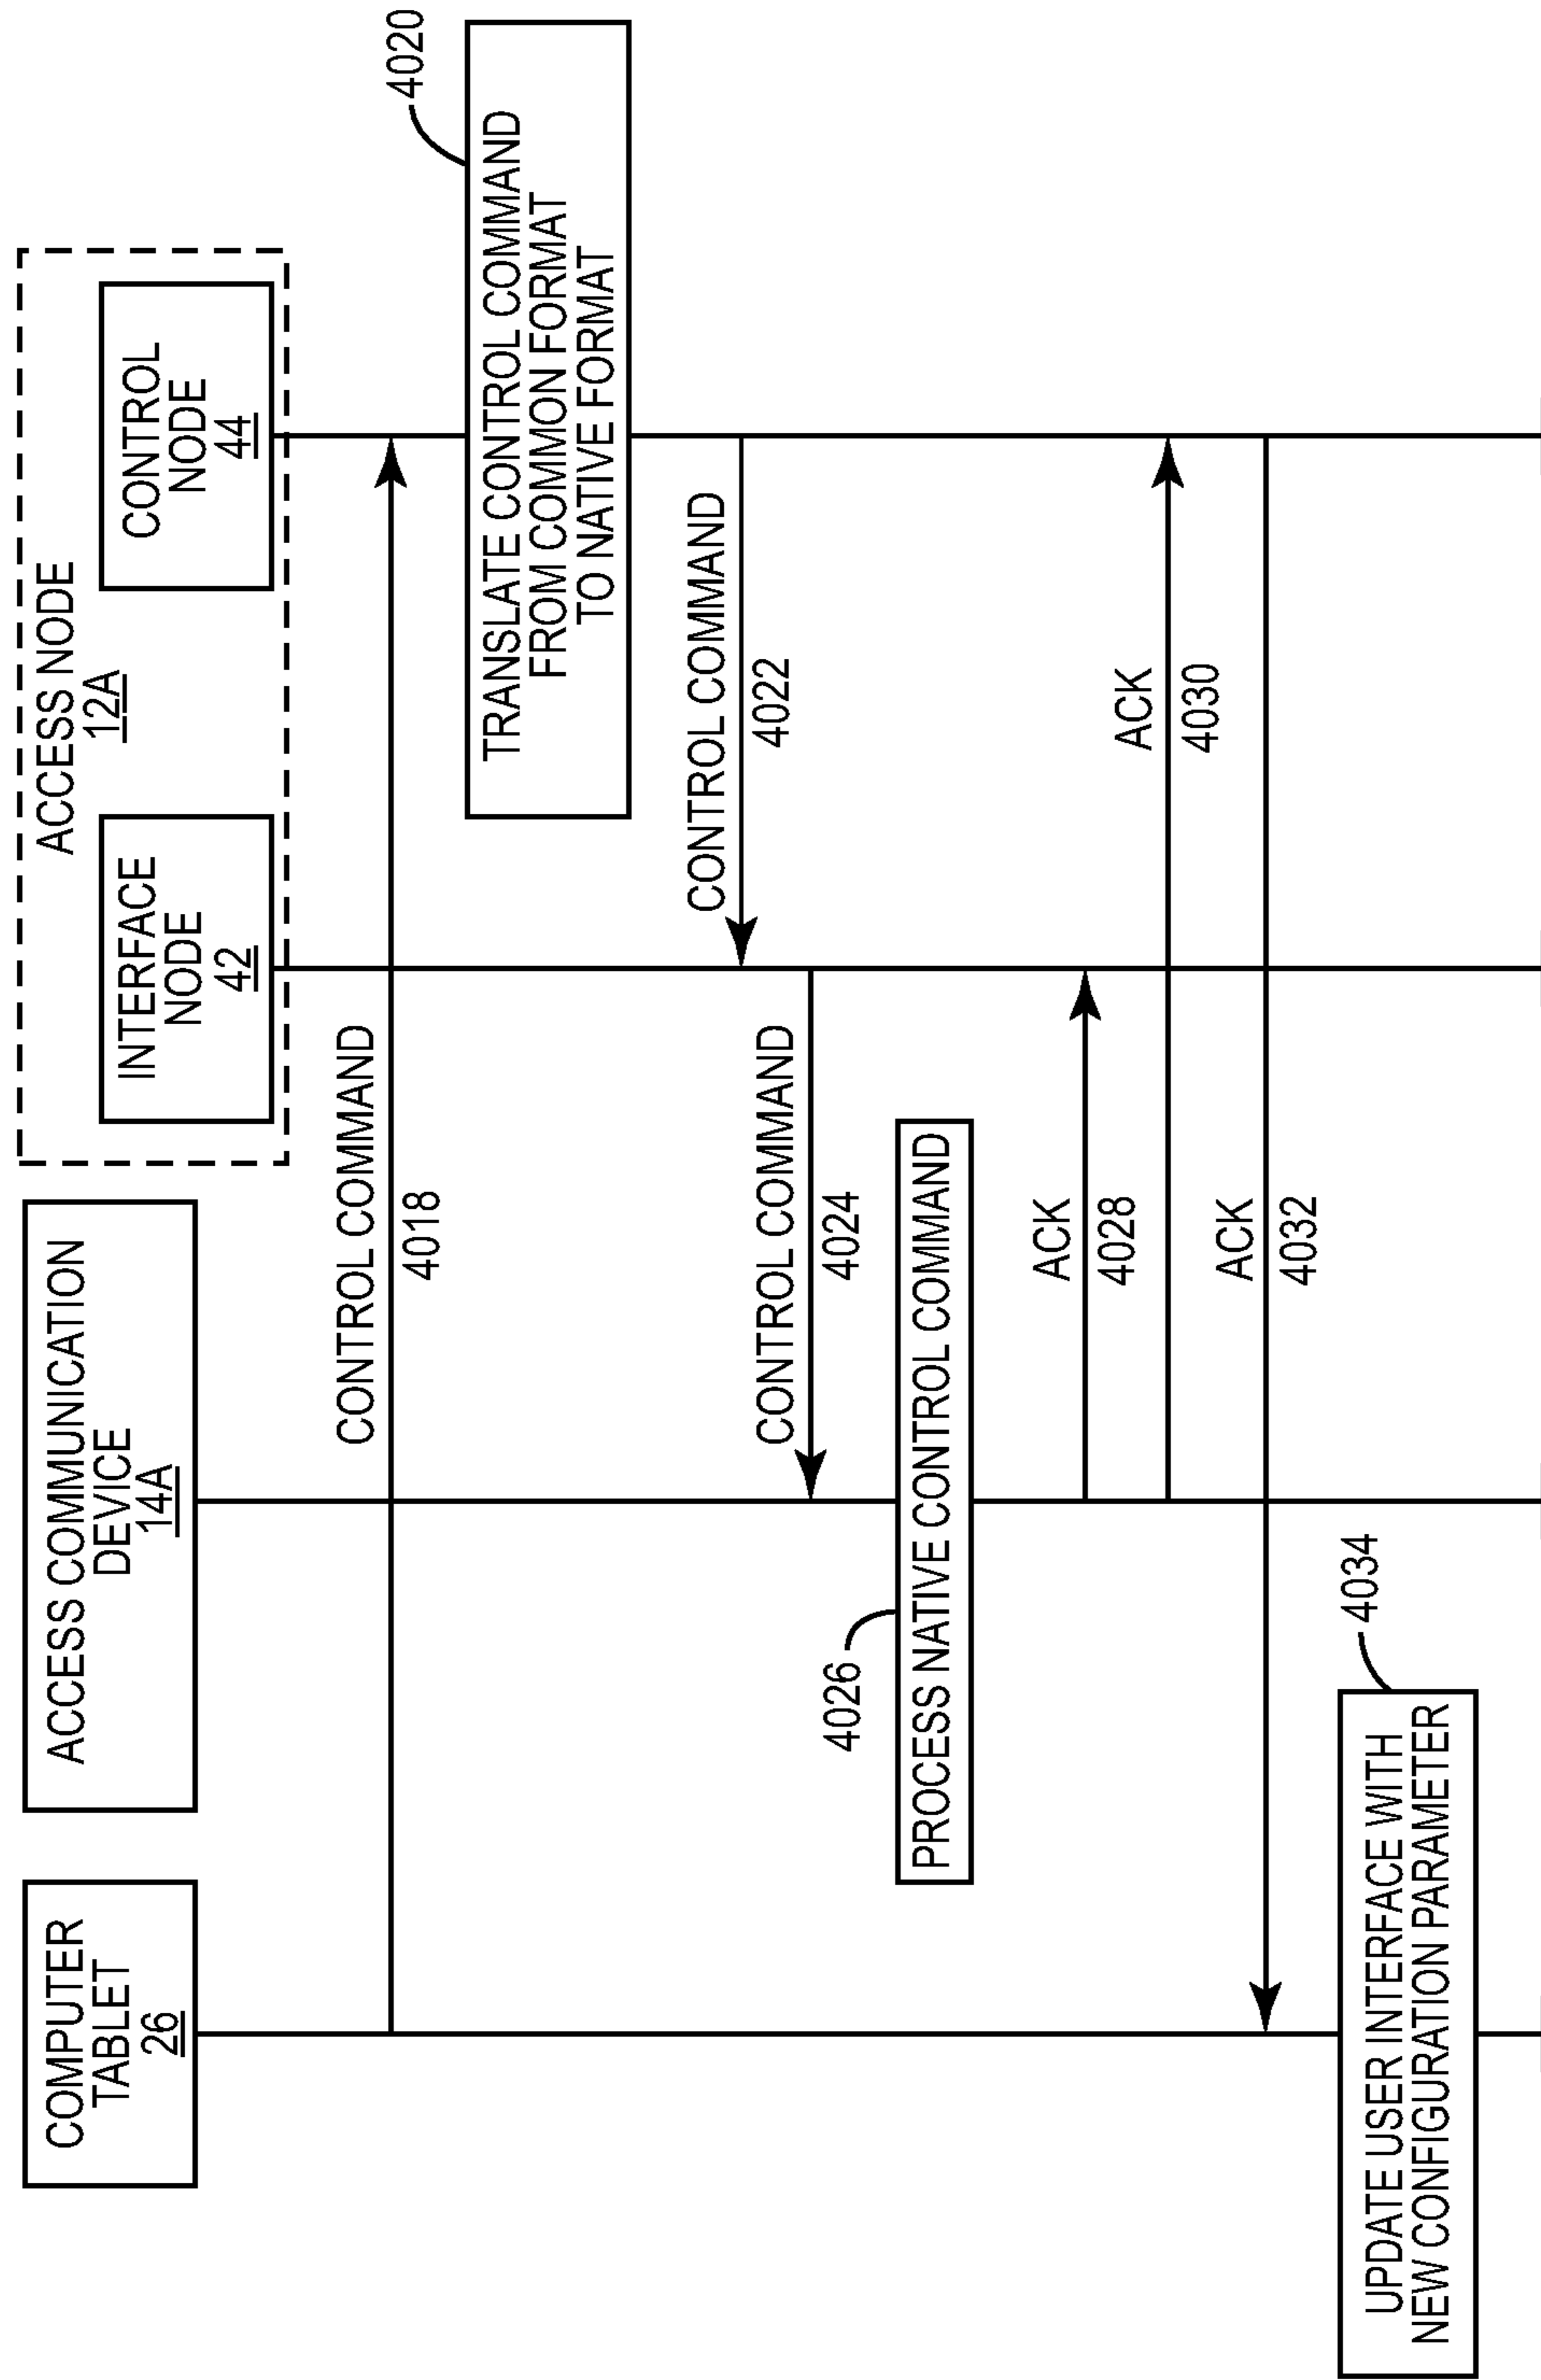 COMPUTER
TABLET
26
ACCESS COMMUNICATION
DEVICE
14A
ACCESS NODE
12A
INTERFACE
NODE
42
CONTROL
NODE
44
CONTROL COMMAND
4018
4020
TRANSLATE CONTROL COMMAND
FROM COMMON FORMAT
TO NATIVE FORMAT
CONTROL COMMAND
4022
CONTROL COMMAND
4024
4026
PROCESS NATIVE CONTROL COMMAND
ACK
4028
ACK
4030
ACK
4032
4034
UPDATE USER INTERFACE WITH
NEW CONFIGURATION PARAMETER